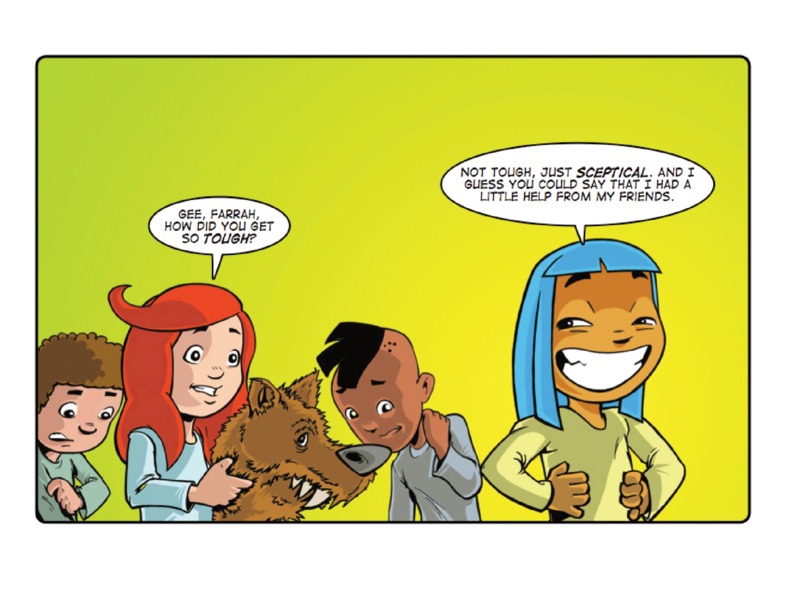 GEE, FARRAH,
HOW DID YOU GET
SO TOUGH?
NOT TOUGH, JUST SCEPTICAL. AND I
GUESS YOU COULD SAY THAT I HAD A
LITTLE HELP FROM MY FRIENDS.